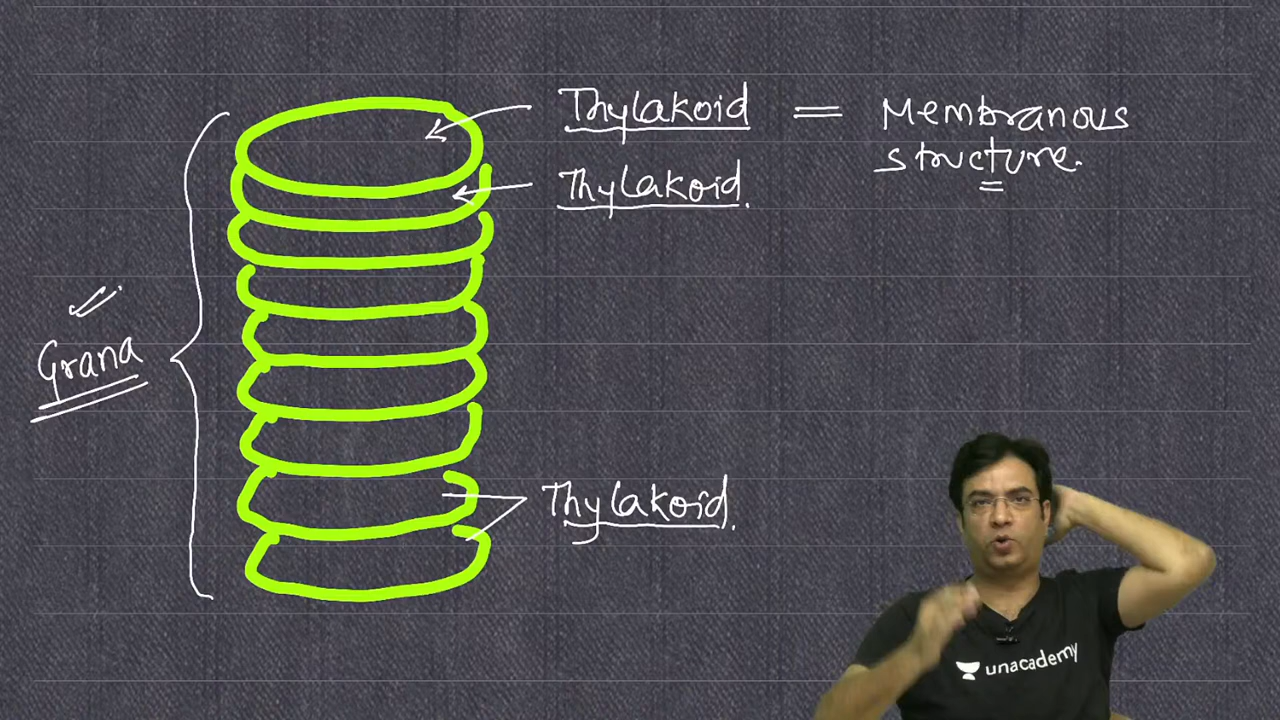 Thylakoid = Membranous
structure.
Thylakoid.
Grana
Thylakoid.
unacademy